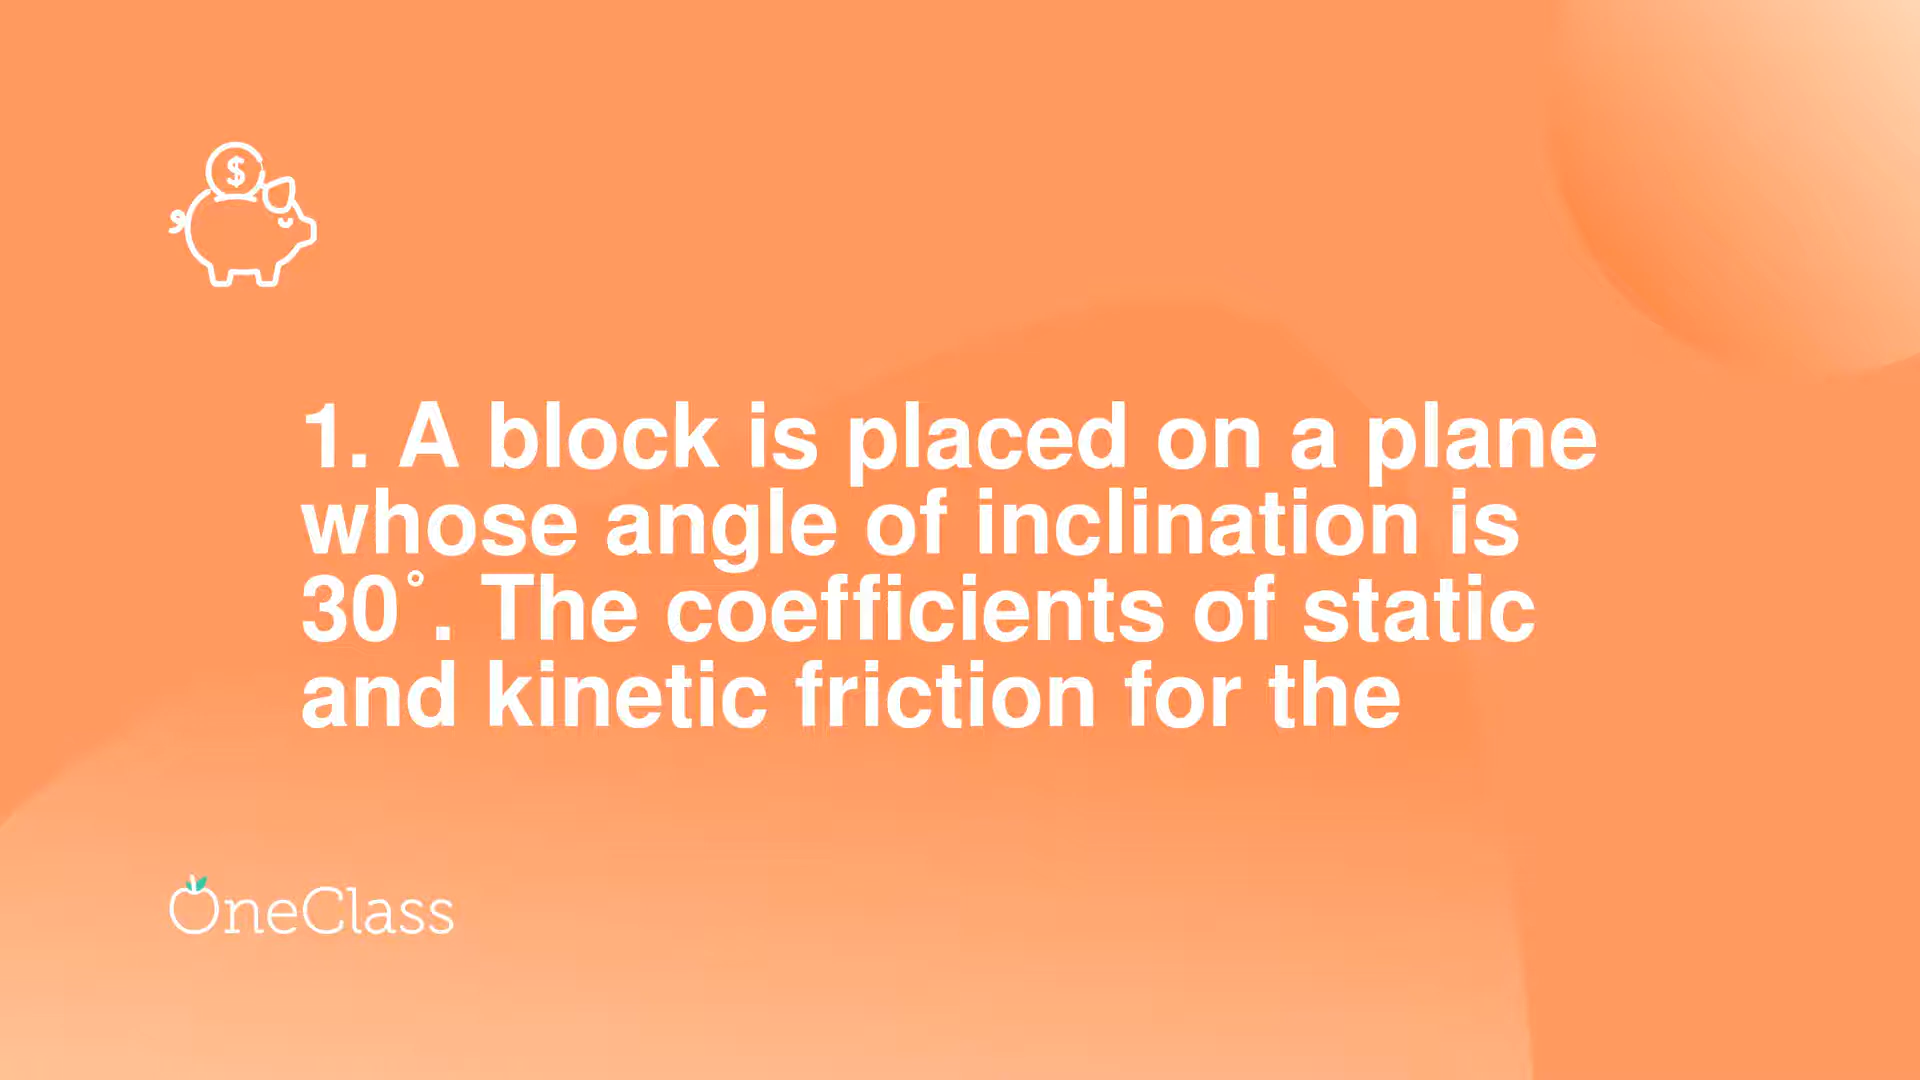 $
1. A block is placed on a plane
whose angle of inclination is
30°. The coefficients of static
and kinetic friction for the
OneClass